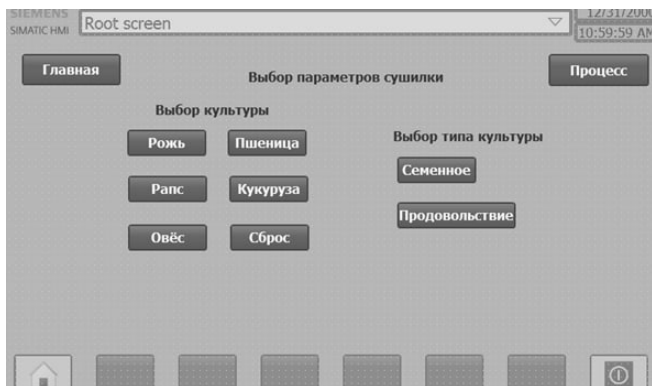 SIEMENS
SIMATIC HMI
Root screen
12/31/2000
10:59:59 AM
Главная
Выбор параметров сушилки
Процесс
Выбор культуры
Выбор типа культуры
Рожь
Пшеница
Семенное
Рапс
Кукуруза
Продовольствие
Овёс
Сброс